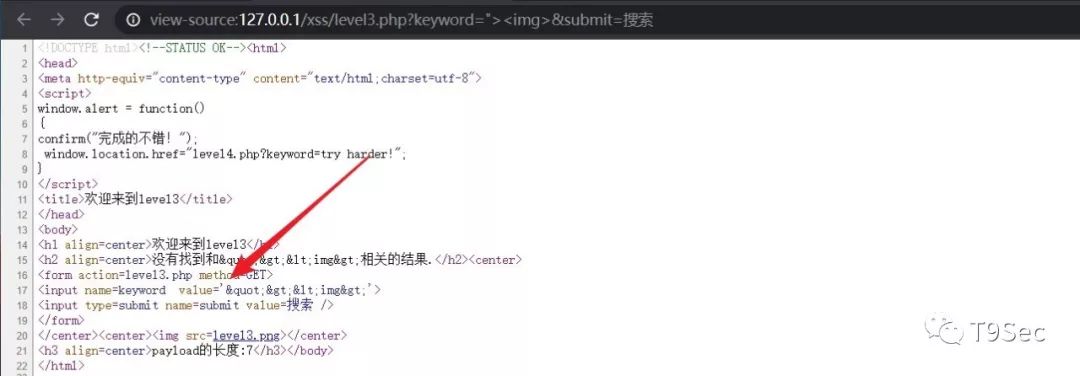 view-source:127.0.0.1/xss/level3.php?keyword="><img>&submit=搜索
1 <!DOCTYPE html><!--STATUS OK--><html>
2 <head>
3 <meta http-equiv="content-type" content="text/html;charset=utf-8">
4 <script>
5 window.alert = function()
6 {
7 confirm("完成的不错！");
8 window.location.href="level4.php?keyword=try harder!";
9 }
10 </script>
11 <title>欢迎来到level3</title>
12 </head>
13 <body>
14 <h1 align=center>欢迎来到level3</h1>
15 <h2 align=center>没有找到和&quot;&gt;&lt;img&gt;相关的结果.</h2><center>
16 <form action=level3.php method=GET>
17 <input name=keyword value='&quot;&gt;&lt;img&gt;'>
18 <input type=submit name=submit value=搜索 />
19 </form>
20 </center><center><img src=level3.png></center>
21 <h3 align=center>payload的长度:7</h3></body>
22 </html>
T9Sec